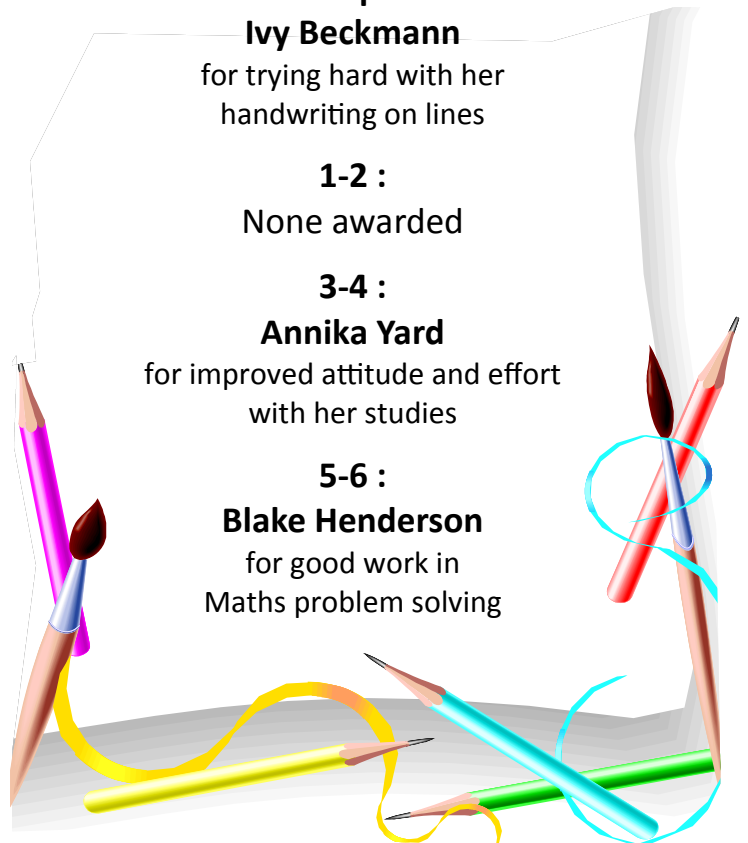 Ivy Beckmann
for trying hard with her
handwriting on lines
1-2 :
None awarded
3-4 :
Annika Yard
for improved attitude and effort
with her studies
5-6 :
Blake Henderson
for good work in
Maths problem solving